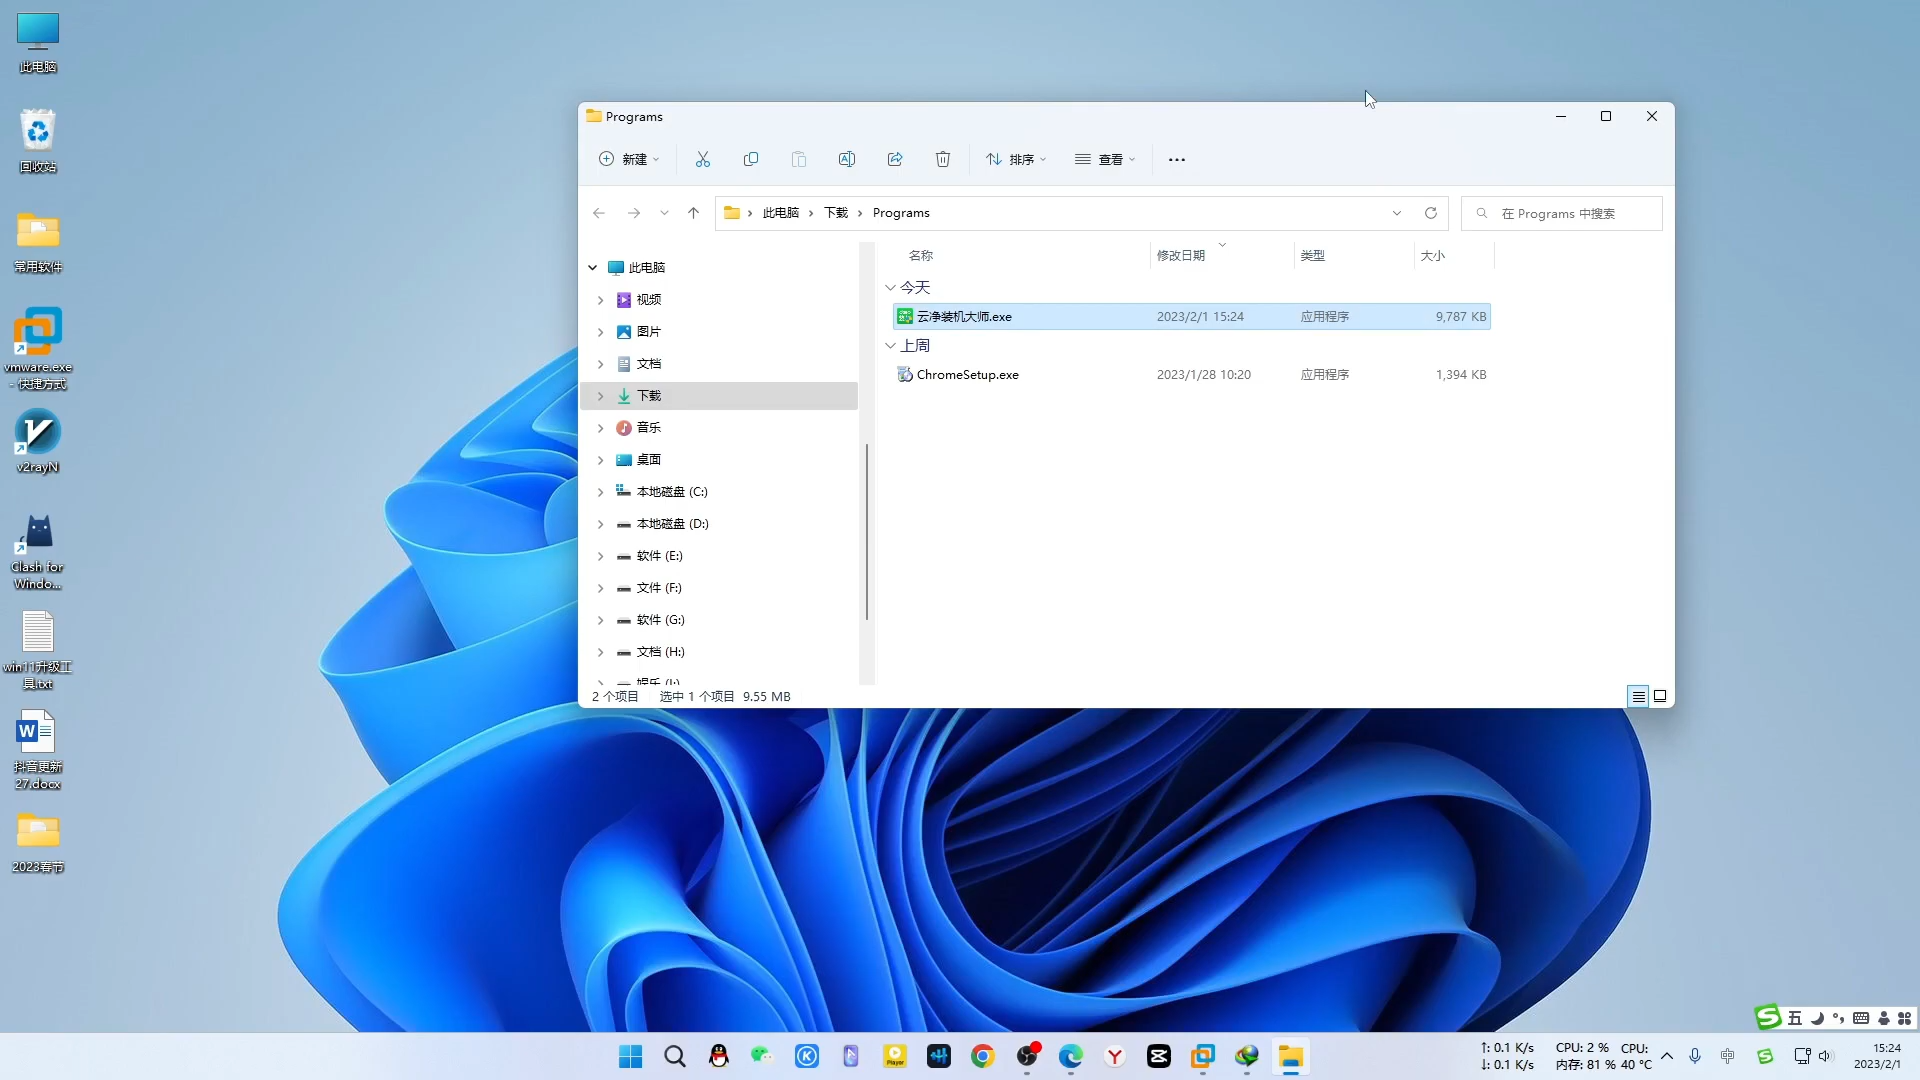 此电脑
回收站
常用软件
vmware.exe
- 快捷方式
v2rayN
Clash for
Windo...
win11升级工
具.txt
抖音更新
27.docx
2023春节
Programs
新建
排序
查看
此电脑 下载 Programs
在 Programs 中搜索
此电脑
视频
图片
文档
下载
音乐
桌面
本地磁盘 (C:)
本地磁盘 (D:)
软件 (E:)
文件 (F:)
软件 (G:)
文档 (H:)
娱乐 (I:)
名称 修改日期 类型 大小
今天
云净装机大师.exe 2023/2/1 15:24 应用程序 9,787 KB
上周
ChromeSetup.exe 2023/1/28 10:20 应用程序 1,394 KB
2 个项目 选中 1 个项目 9.55 MB
五
Player
↑: 0.1 K/s CPU: 2 % CPU:
↓: 0.1 K/s 内存: 81 % 40 °C
中
15:24
2023/2/1